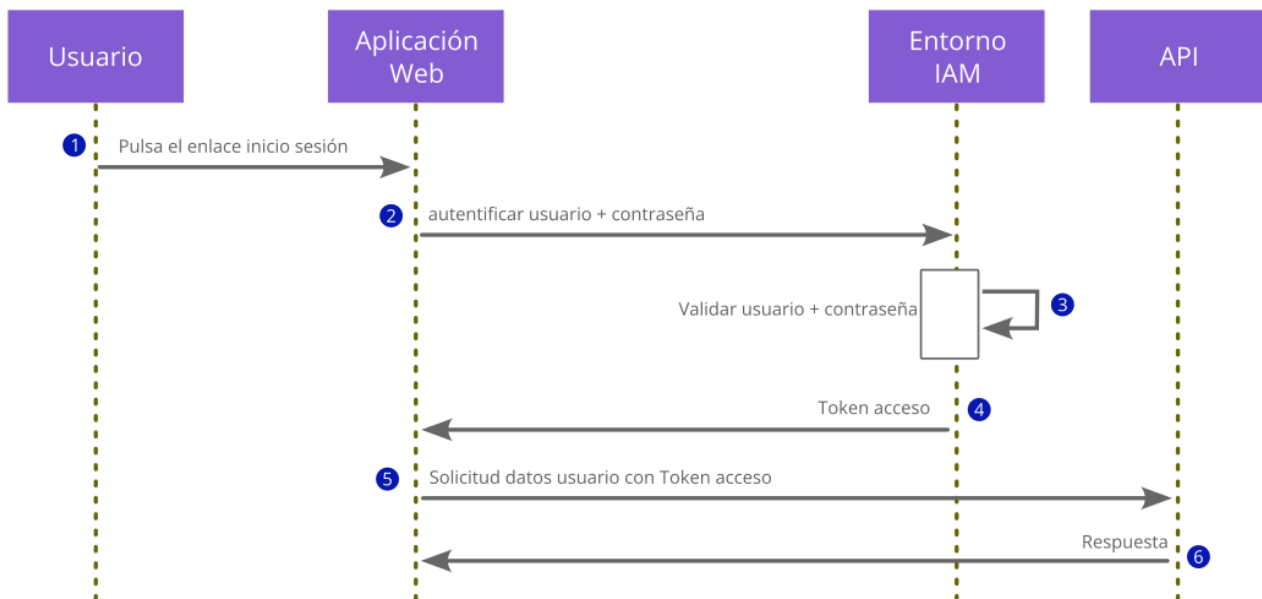 Usuario
Aplicación
Web
Entorno
IAM
API
1
Pulsa el enlace inicio sesión
2
autentificar usuario + contraseña
Validar usuario + contraseña
3
Token acceso
4
5
Solicitud datos usuario con Token acceso
Respuesta
6